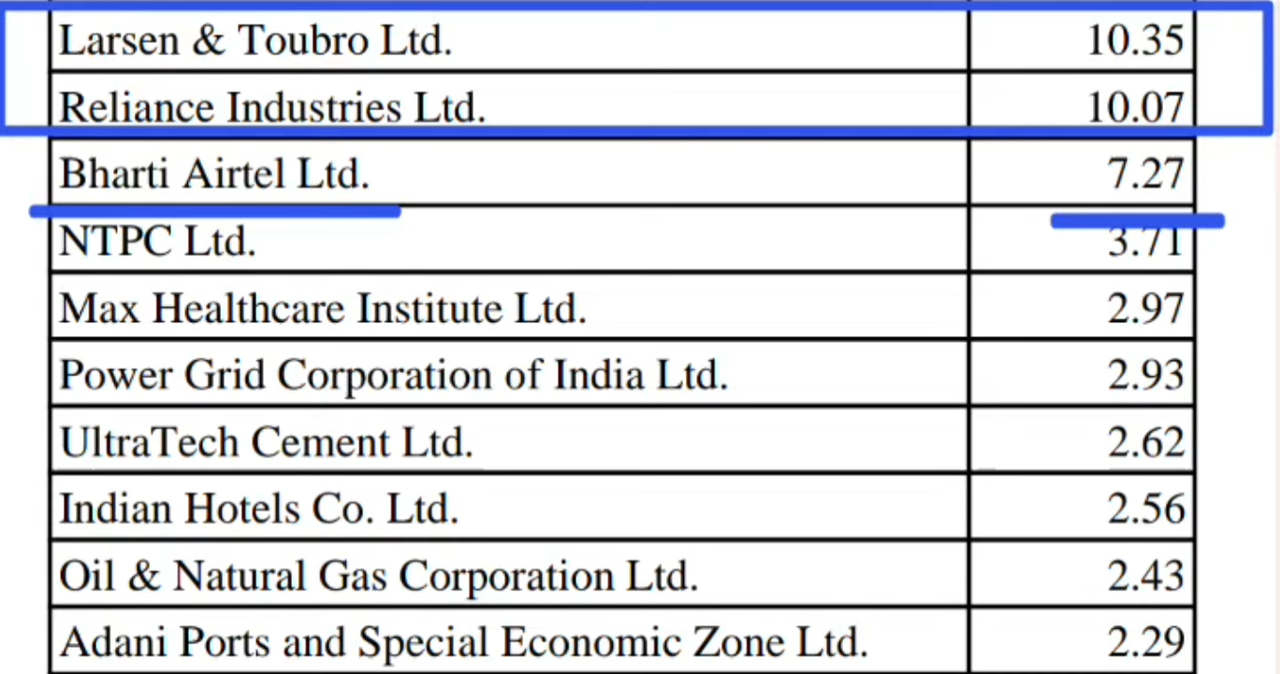 Larsen & Toubro Ltd. 10.35
Reliance Industries Ltd. 10.07
Bharti Airtel Ltd. 7.27
NTPC Ltd. 3.71
Max Healthcare Institute Ltd. 2.97
Power Grid Corporation of India Ltd. 2.93
UltraTech Cement Ltd. 2.62
Indian Hotels Co. Ltd. 2.56
Oil & Natural Gas Corporation Ltd. 2.43
Adani Ports and Special Economic Zone Ltd. 2.29